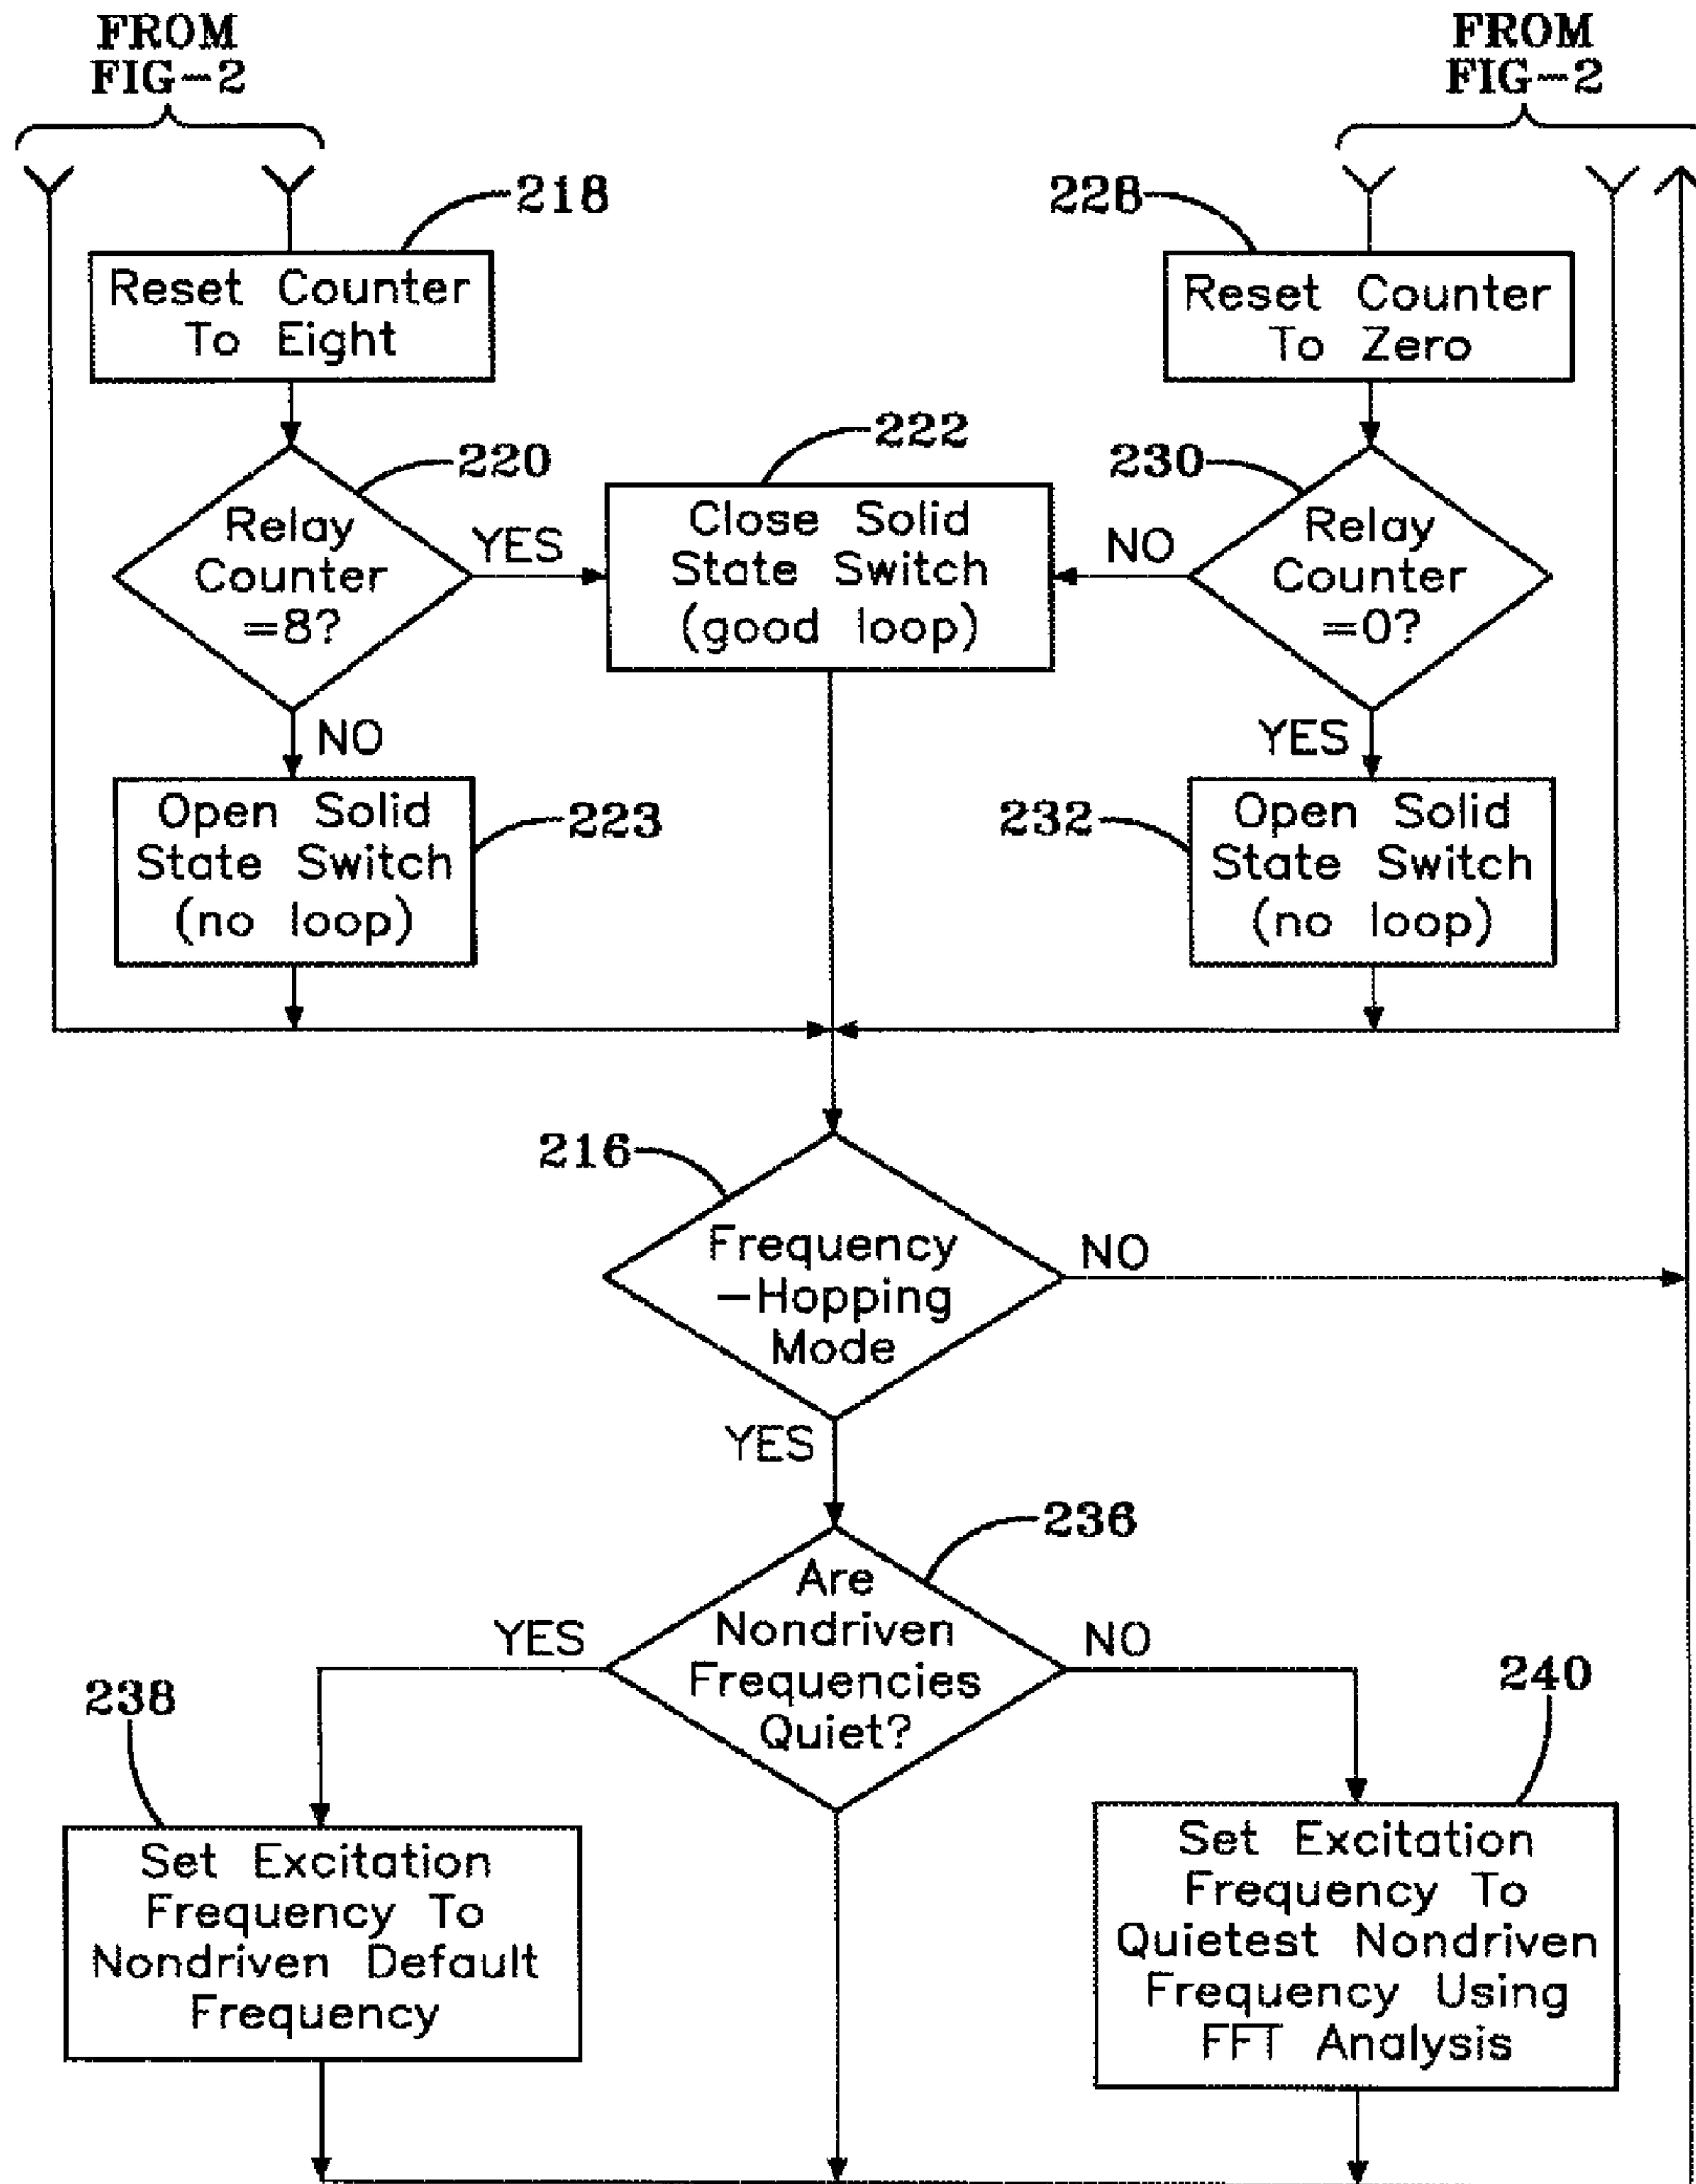 FROM
FIG-2
FROM
FIG-2
218
228
Reset Counter
To Eight
Reset Counter
To Zero
222
220
230
Relay
Counter
=8?
YES
Close Solid
State Switch
(good loop)
NO
Relay
Counter
=0?
NO
YES
Open Solid
State Switch
(no loop)
223
232
Open Solid
State Switch
(no loop)
216
Frequency
-Hopping
Mode
NO
YES
236
Are
Nondriven
Frequencies
Quiet?
YES
NO
238
240
Set Excitation
Frequency To
Nondriven Default
Frequency
Set Excitation
Frequency To
Quietest Nondriven
Frequency Using
FFT Analysis